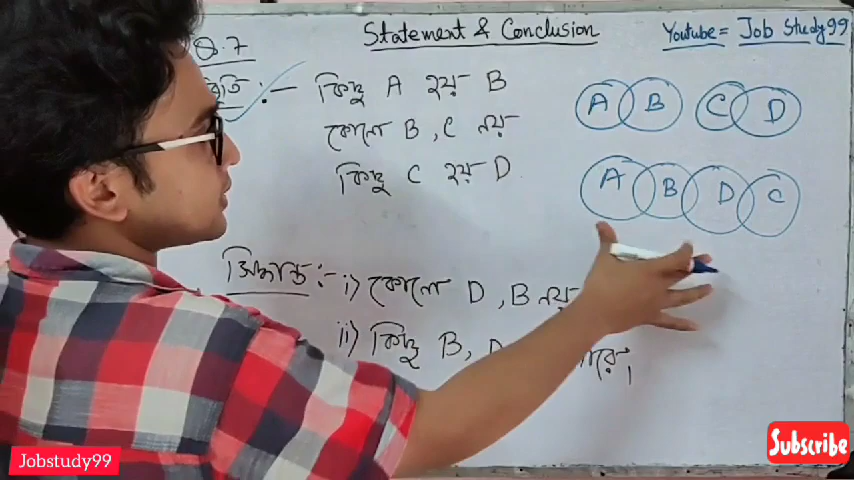 Statement & Conclusion
Youtube = Job Study99
Q.7
:- কিছু A হয় B
কোনো B, C নয়
কিছু C হয় D
A B C D
A B D C
সিদ্ধান্ত :- i) কোনো D, B নয়
ii) কিছু B, D
Subscribe
Jobstudy99